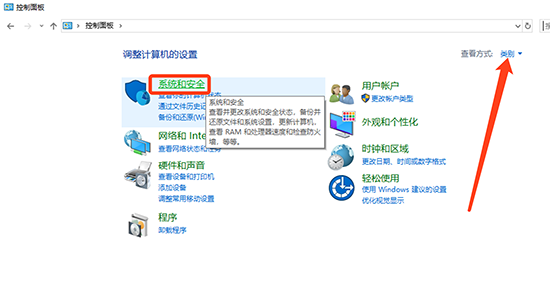 控制面板
控制面板
调整计算机的设置
查看方式:
类别
系统和安全
查看你的计算机状态
通过文件历史记
备份和还原(Wi
系统和安全
查看并更改系统和安全状态，备份并
还原文件和系统设置，更新计算机，
查看 RAM 和处理器速度和检查防火
墙，等等。
网络和 Inte
查看网络状态和任务
硬件和声音
查看设备和打印机
添加设备
调整常用移动设置
程序
卸载程序
用户帐户
更改帐户类型
外观和个性化
时钟和区域
更改日期、时间或数字格式
轻松使用
使用 Windows 建议的设置
优化视觉显示